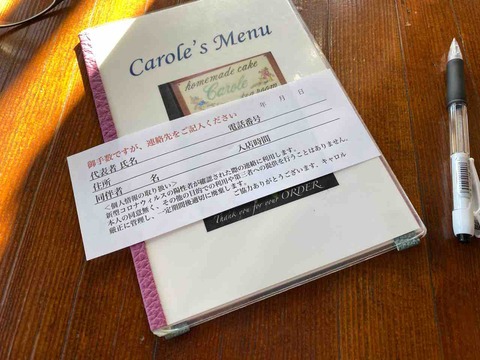 Carole's Menu
homemade cake
Carole
tea room
御手数ですが、連絡先をご記入ください
年 月 日
代表者氏名 電話番号
住所
同伴者 名 入店時間
<個人情報の取り扱い>
新型コロナウィルスの陽性者が確認された際の連絡に利用します。
本人の同意無く、その他の目的での利用や第三者への提供を行うことはありません。
厳正に管理し、一定期間後適切に廃棄します。
ご協力ありがとうございます。キャロル
Thank you for your ORDER